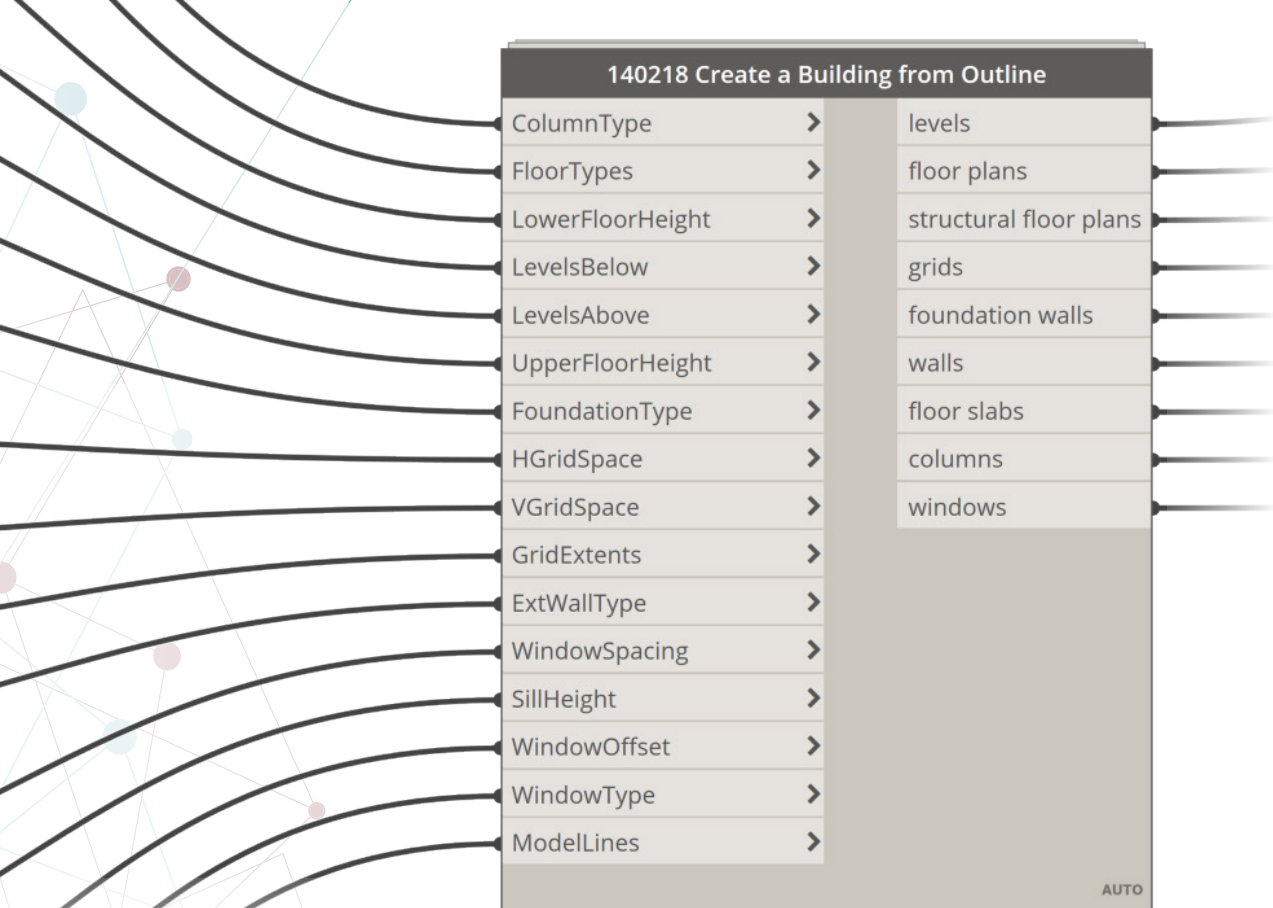 140218 Create a Building from Outline
ColumnType
FloorTypes
LowerFloorHeight
LevelsBelow
LevelsAbove
UpperFloorHeight
FoundationType
HGridSpace
VGridSpace
GridExtents
ExtWallType
WindowSpacing
SillHeight
WindowOffset
WindowType
ModelLines
levels
floor plans
structural floor plans
grids
foundation walls
walls
floor slabs
columns
windows
AUTO